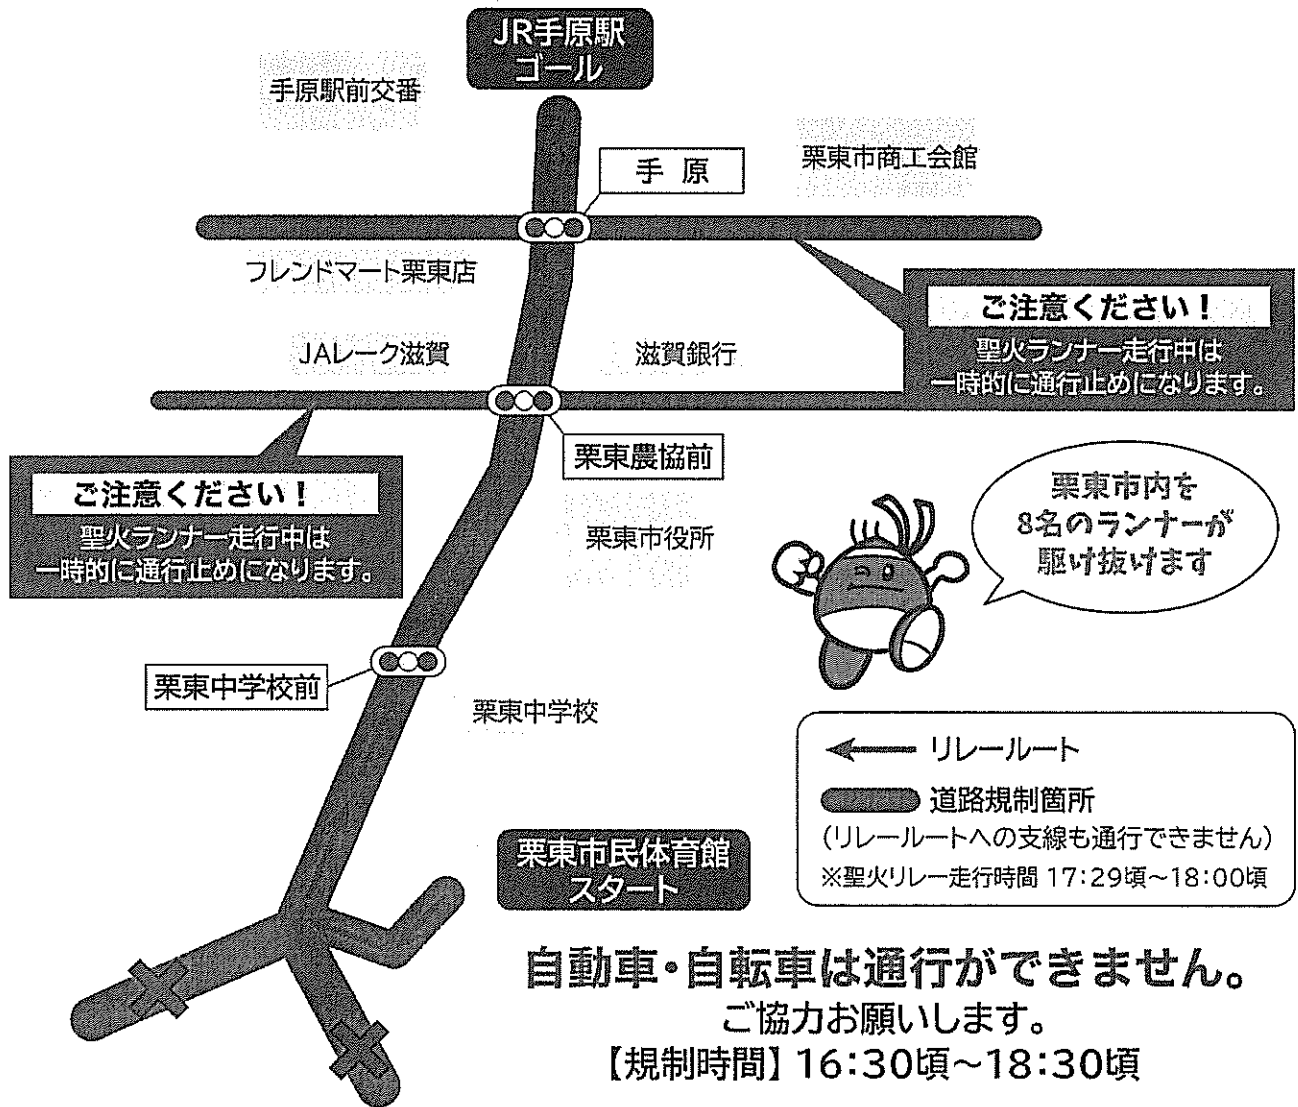 JR手原駅
ゴール
手原駅前交番
手 原
栗東市商工会館
フレンドマート栗東店
ご注意ください！
聖火ランナー走行中は
一時的に通行止めになります。
JAレーク滋賀
滋賀銀行
栗東農協前
ご注意ください！
聖火ランナー走行中は
一時的に通行止めになります。
栗東市役所
栗東市内を
8名のランナーが
駆け抜けます
栗東中学校前
栗東中学校
リレールート
道路規制箇所
(リレールートへの支線も通行できません)
※聖火リレー走行時間 17:29頃～18:00頃
栗東市民体育館
スタート
自動車・自転車は通行ができません。
ご協力お願いします。
【規制時間】16:30頃～18:30頃